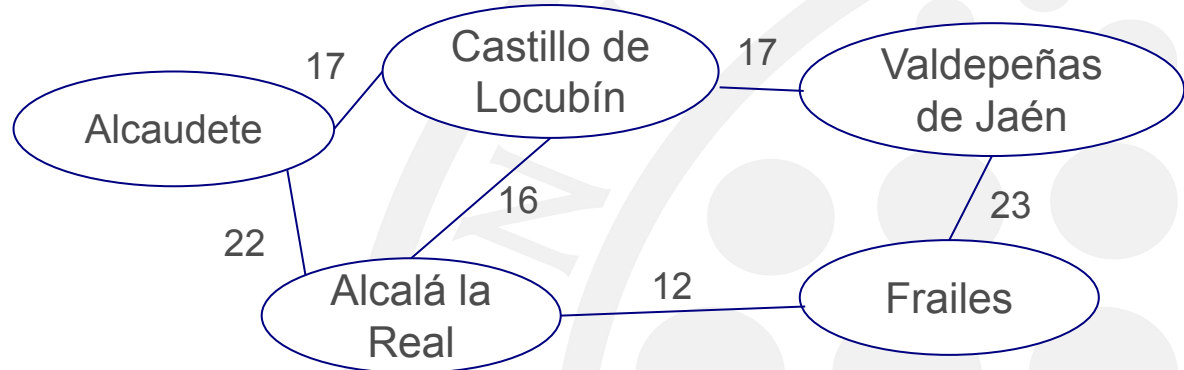 17
Castillo de
Locubín
17
Valdepeñas
de Jaén
Alcaudete
16
23
22
Alcalá la
Real
12
Frailes